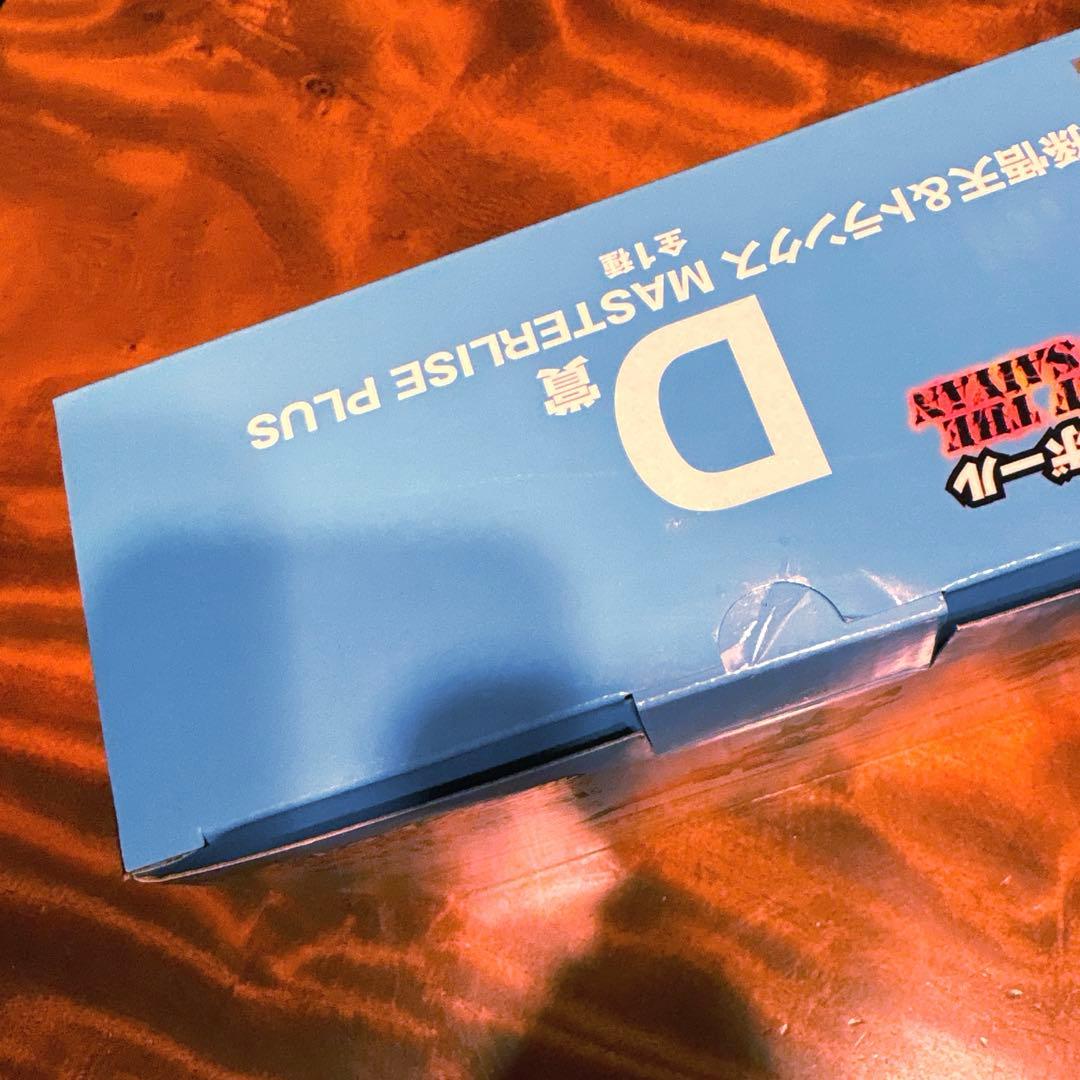 ボール
THE
SAIYAN
D賞
孫悟天&トランクス MASTERLISE PLUS
全1種